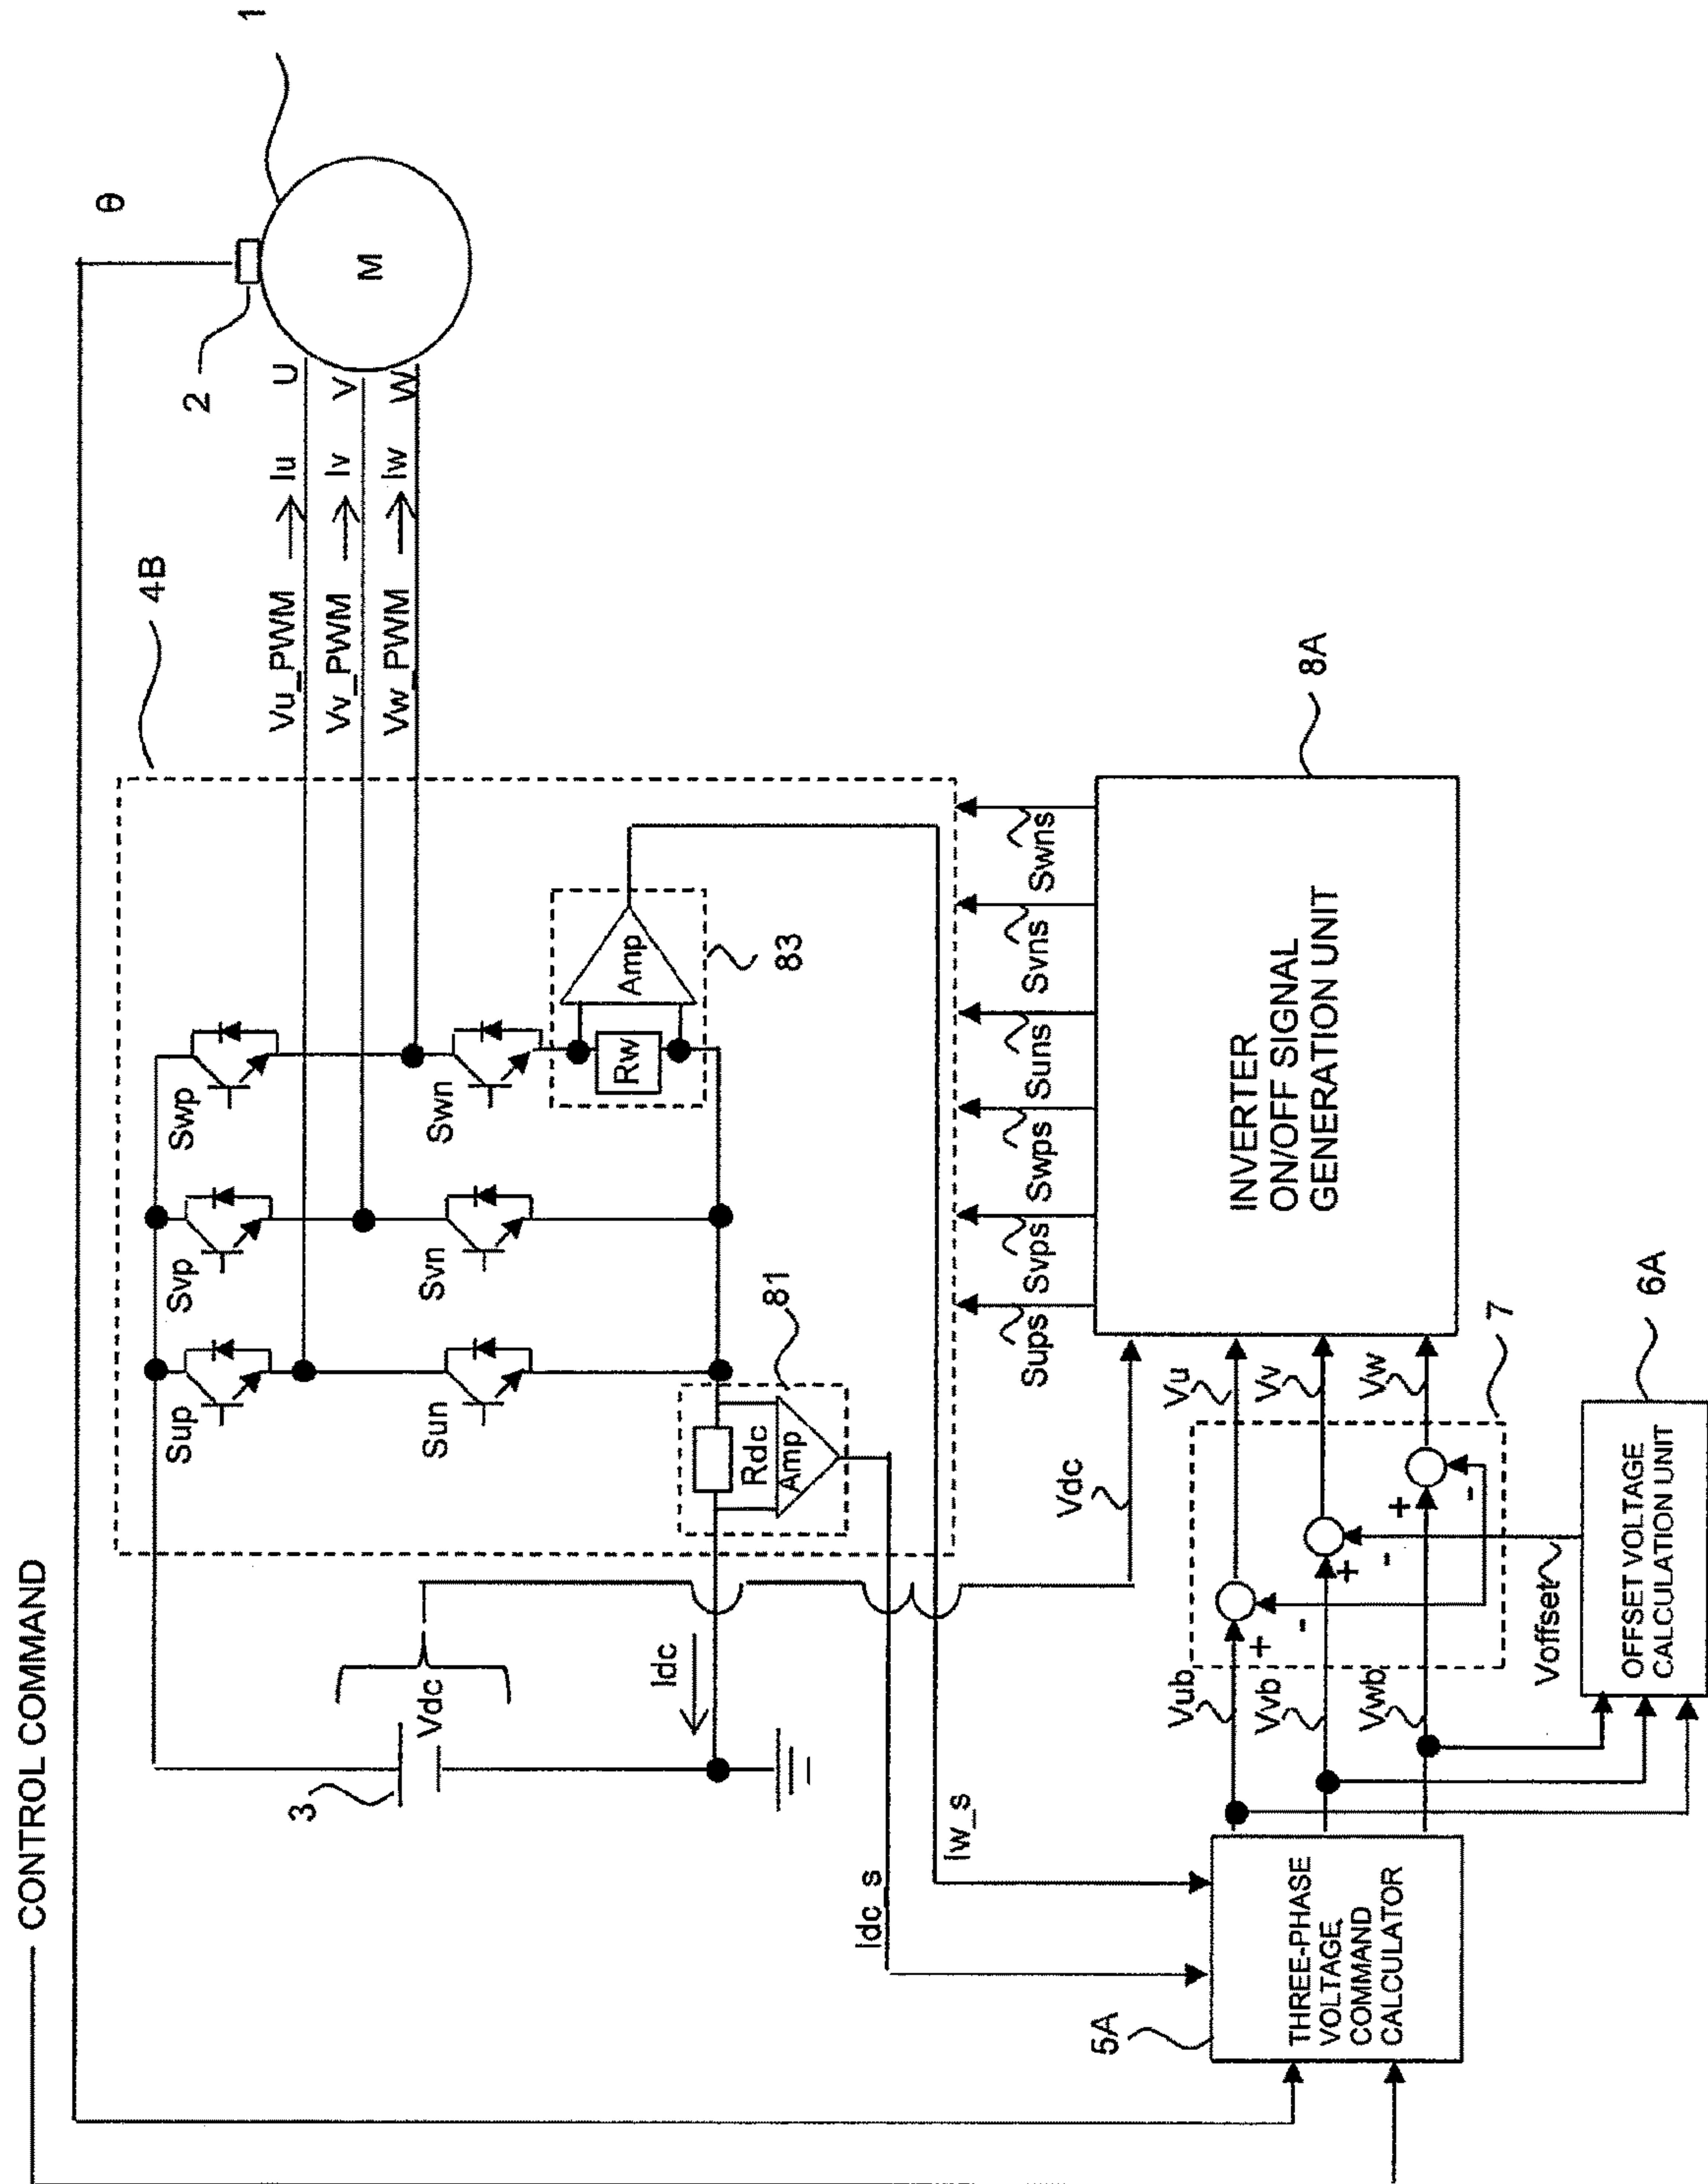 CONTROL COMMAND
θ
1
2
M
U
V
W
Iu
Iv
Iw
Vu_PWM
Vv_PWM
Vw_PWM
4B
3
Vdc
Idc
Sup
Svp
Swp
Sun
Svn
Swn
Rw
Amp
83
Rdc
Amp
81
Idc_s
Iw_s
Vdc
Sups
Svps
Swps
Suns
Svns
Swns
8A
INVERTER
ON/OFF SIGNAL
GENERATION UNIT
5A
THREE-PHASE
VOLTAGE
COMMAND
CALCULATOR
Vub
Vvb
Vwb
+
-
+
-
+
-
Vu
Vv
Vw
7
Voffset
6A
OFFSET VOLTAGE
CALCULATION UNIT